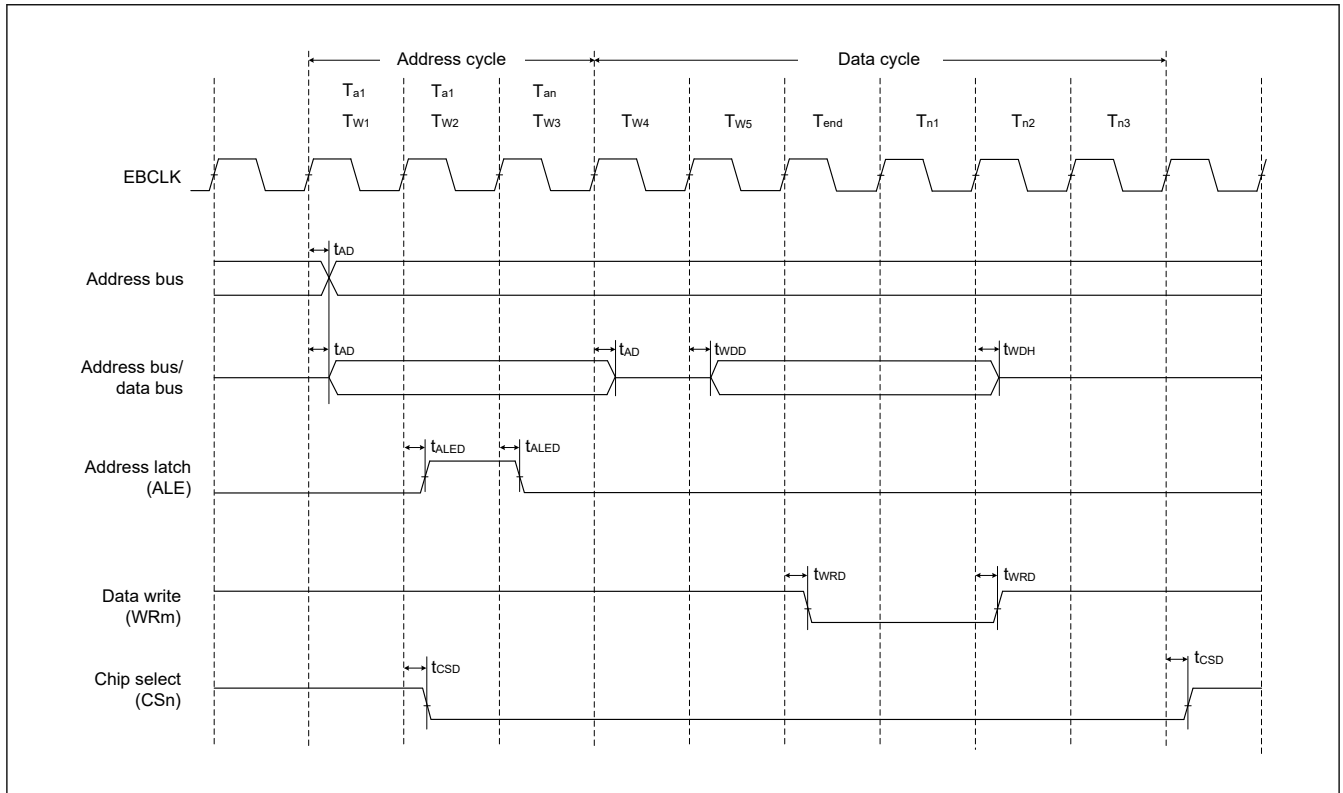 Address cycle Data cycle
Ta1 Ta1 Tan
TW1 TW2 TW3 TW4 TW5 Tend Tn1 Tn2 Tn3
EBCLK
tAD
Address bus
tAD tAD tWDD tWDH
Address bus/
data bus
tALED tALED
Address latch
(ALE)
tWRD tWRD
Data write
(WRm)
tCSD tCSD
Chip select
(CSn)